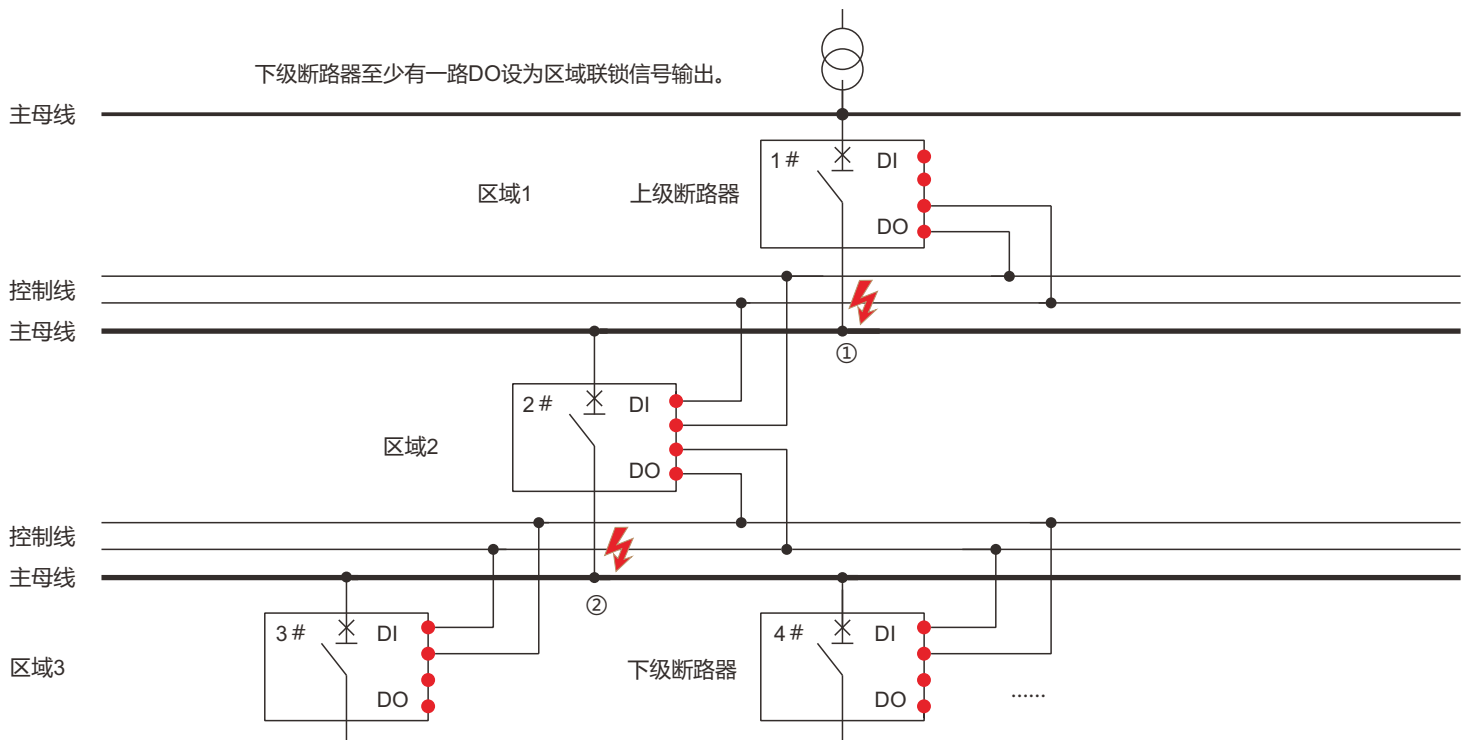 下级断路器至少有一路DO设为区域联锁信号输出。
主母线
1# DI
区域1 上级断路器
DO
控制线
主母线
①
2# DI
区域2
DO
控制线
主母线
②
3# DI
4# DI
区域3
下级断路器
DO
DO
......